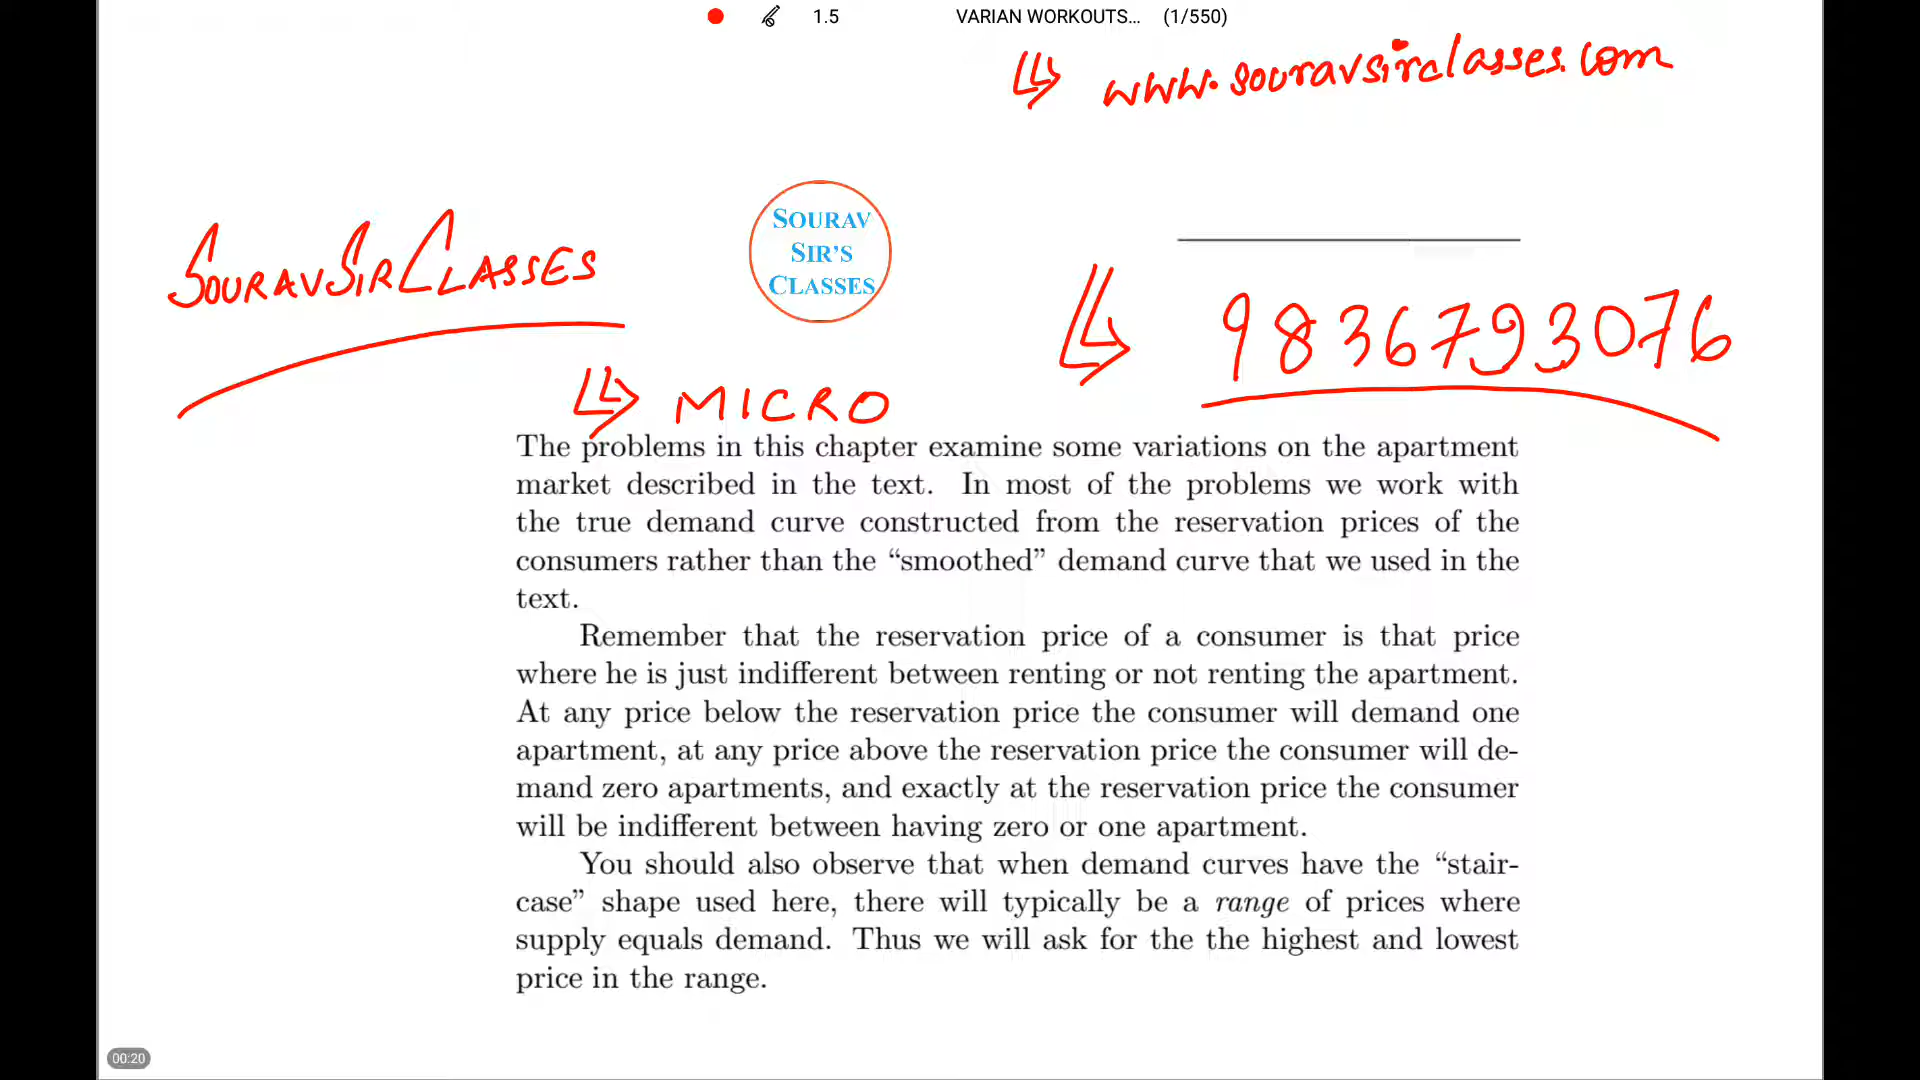 1.5 VARIAN WORKOUTS... (1/550)
www.souravsirclasses.com
SOURAV
SIR'S
CLASSES
SOURAVSIRCLASSES
9836793076
MICRO
The problems in this chapter examine some variations on the apartment
market described in the text. In most of the problems we work with
the true demand curve constructed from the reservation prices of the
consumers rather than the “smoothed” demand curve that we used in the
text.
Remember that the reservation price of a consumer is that price
where he is just indifferent between renting or not renting the apartment.
At any price below the reservation price the consumer will demand one
apartment, at any price above the reservation price the consumer will de-
mand zero apartments, and exactly at the reservation price the consumer
will be indifferent between having zero or one apartment.
You should also observe that when demand curves have the “stair-
case” shape used here, there will typically be a range of prices where
supply equals demand. Thus we will ask for the the highest and lowest
price in the range.
00:20